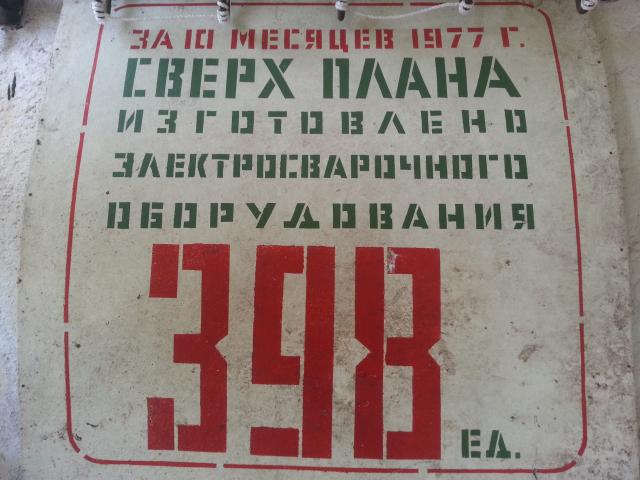 ЗА 10 МЕСЯЦЕВ 1977 Г.
СВЕРХ ПЛАНА
ИЗГОТОВЛЕНО
ЭЛЕКТРОСВАРОЧНОГО
ОБОРУДОВАНИЯ
398 ЕД.